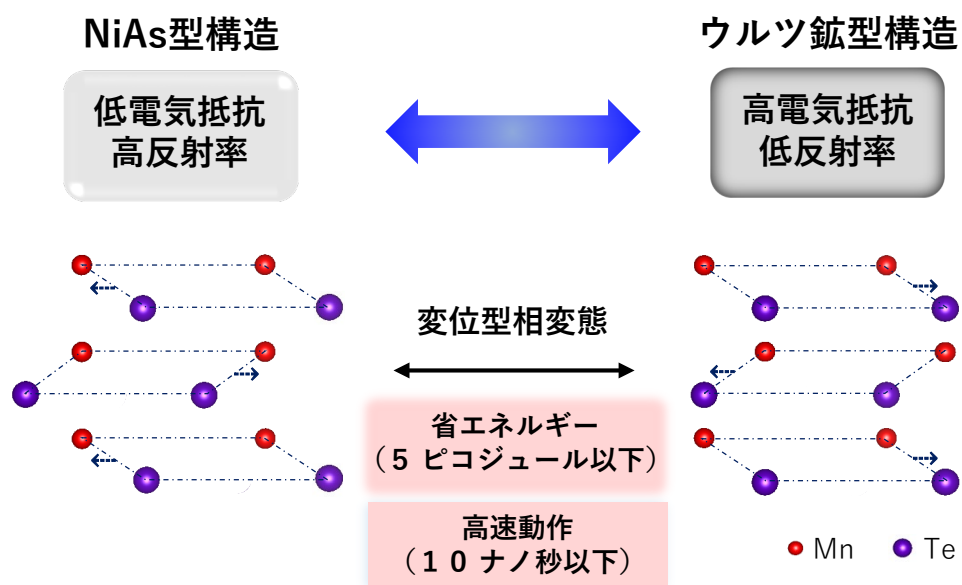 NiAs型構造
ウルツ鉱型構造
低電気抵抗
高反射率
高電気抵抗
低反射率
変位型相変態
省エネルギー
（5 ピコジュール以下）
高速動作
（１０ ナノ秒以下）
Mn
Te